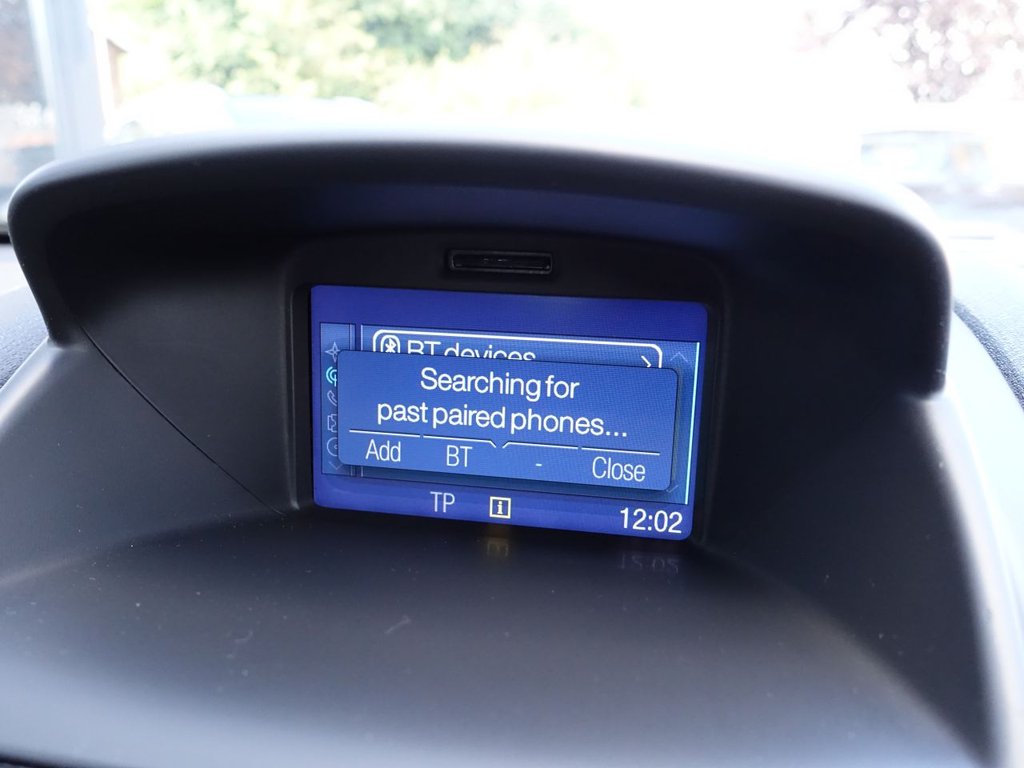 BT devices
Searching for
past paired phones...
Add BT - Close
TP i 12:02